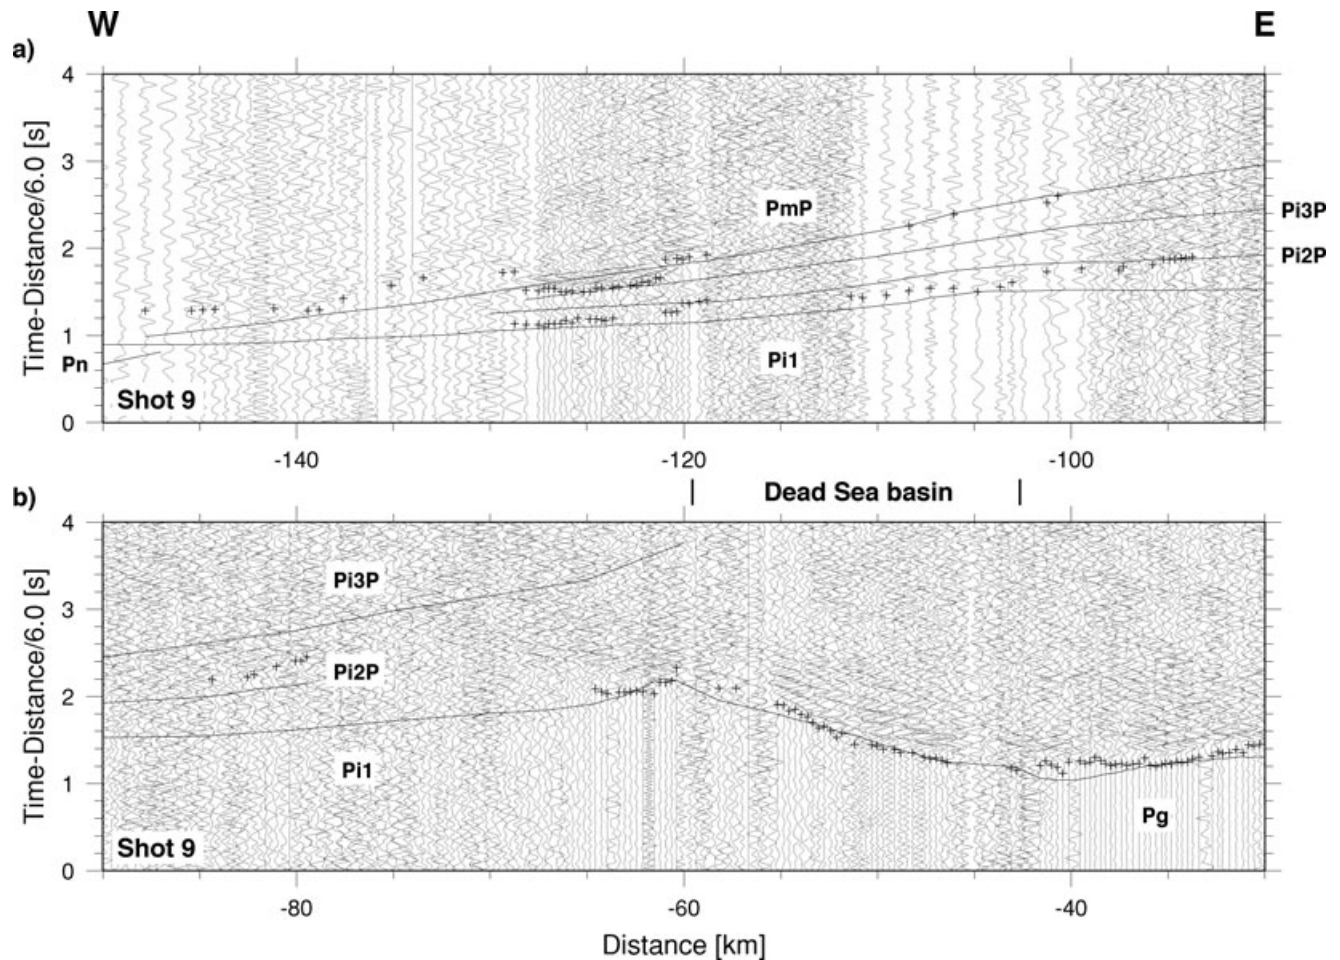 W E
a)
4
3
2
1
0
Time-Distance/6.0 [s]
PmP
Pi3P
Pi2P
Pi1
Pn
Shot 9
-140 -120 -100
b)
Dead Sea basin
4
3
2
1
0
Time-Distance/6.0 [s]
Pi3P
Pi2P
Pi1
Pg
Shot 9
-80 -60 -40
Distance [km]